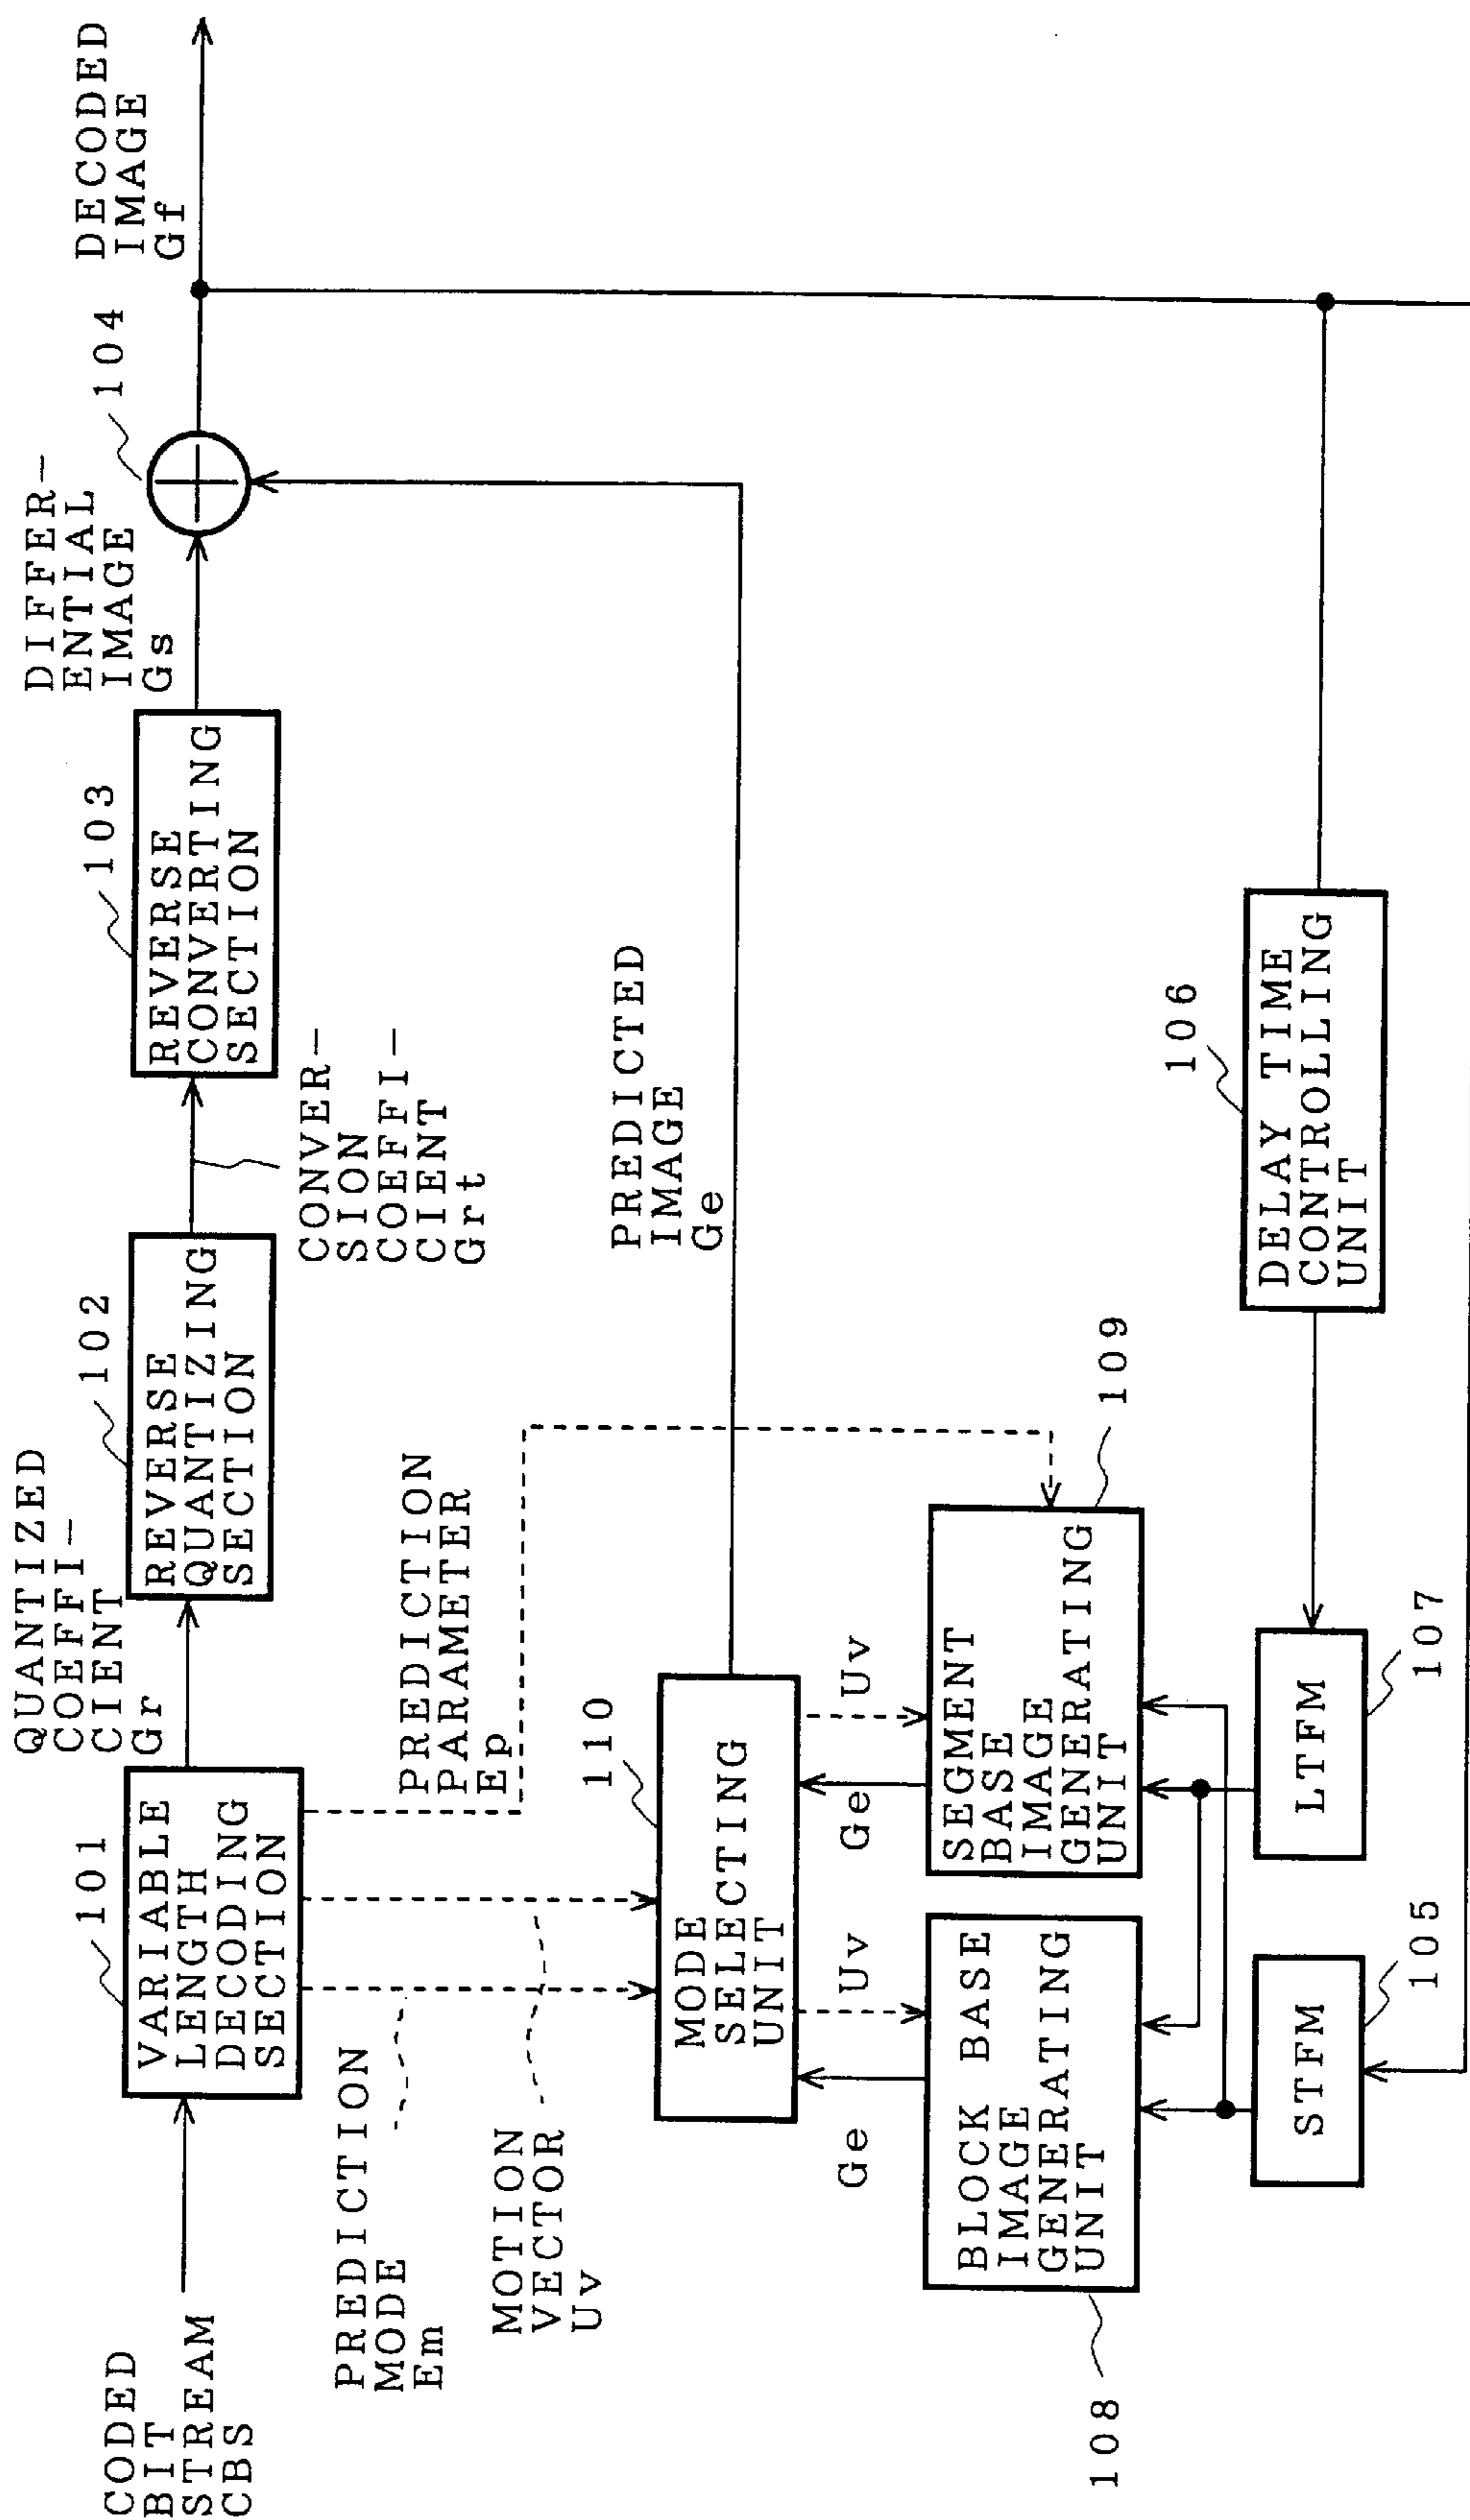 CODED
BIT
STREAM
CBS
101
VARIABLE
LENGTH
DECODING
SECTION
QUANTIZED
COEFFI-
CIENT
Gr
102
REVERSE
QUANTIZING
SECTION
CONVER-
SION
COEFFI-
CIENT
Grt
103
REVERSE
CONVERTING
SECTION
DIFFER-
ENTIAL
IMAGE
Gs
104
DECODED
IMAGE
Gf
PREDICTION
MODE
Em
MOTION
VECTOR
Uv
PREDICTION
PARAMETER
Ep
PREDICTED
IMAGE
Ge
110
MODE
SELECTING
UNIT
Ge
Uv
Ge
Uv
108
BLOCK BASE
IMAGE
GENERATING
UNIT
SEGMENT
BASE
IMAGE
GENERATING
UNIT
109
STFM
105
LTFM
107
106
DELAY TIME
CONTROLLING
UNIT